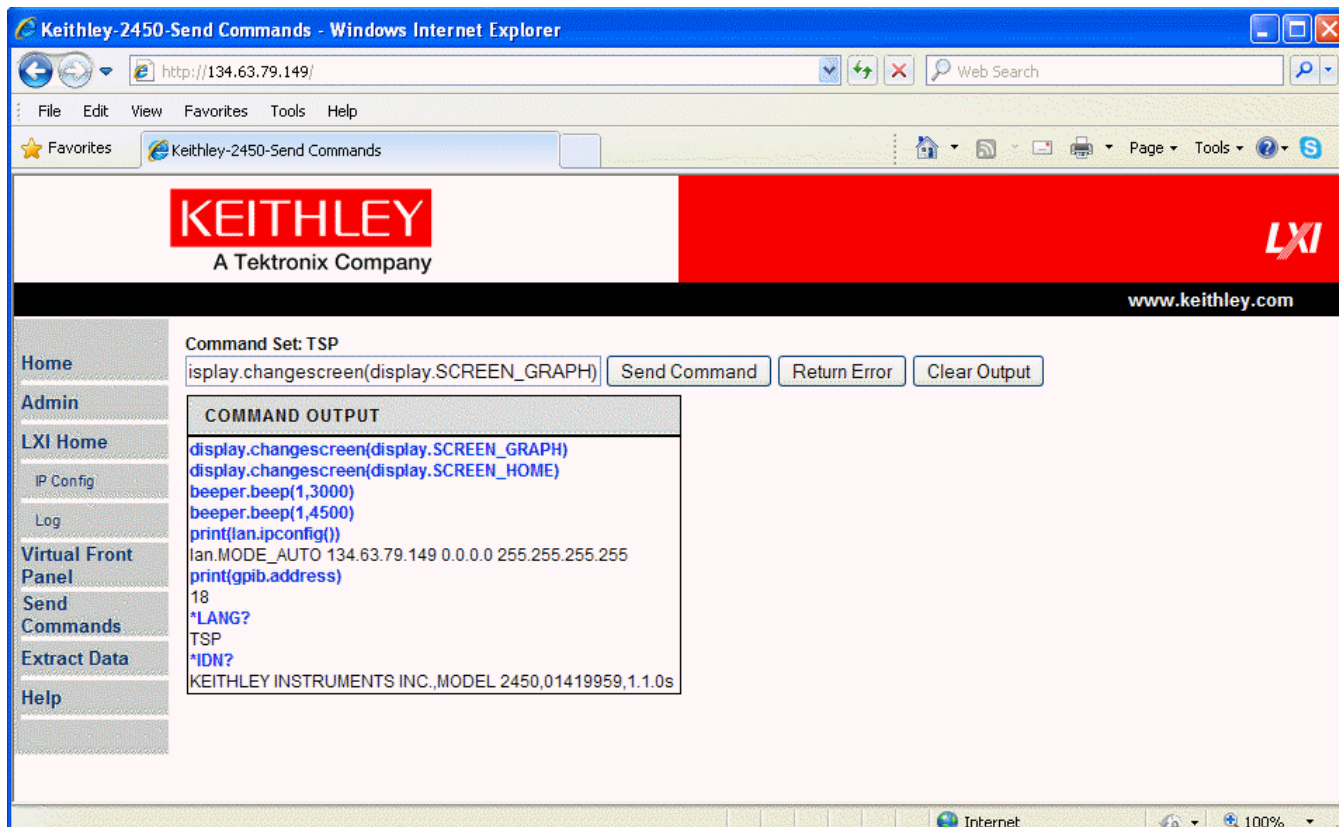 Keithley-2450-Send Commands - Windows Internet Explorer
http://134.63.79.149/
Web Search
File Edit View Favorites Tools Help
Favorites
Keithley-2450-Send Commands
Page
Tools
KEITHLEY
A Tektronix Company
LXI
www.keithley.com
Home
Admin
LXI Home
IP Config
Log
Virtual Front
Panel
Send
Commands
Extract Data
Help
Command Set: TSP
isplay.changescreen(display.SCREEN_GRAPH)
Send Command
Return Error
Clear Output
COMMAND OUTPUT
display.changescreen(display.SCREEN_GRAPH)
display.changescreen(display.SCREEN_HOME)
beeper.beep(1,3000)
beeper.beep(1,4500)
print(lan.ipconfig())
lan.MODE_AUTO 134.63.79.149 0.0.0.0 255.255.255.255
print(gpib.address)
18
*LANG?
TSP
*IDN?
KEITHLEY INSTRUMENTS INC.,MODEL 2450,01419959,1.1.0s
Internet
100%